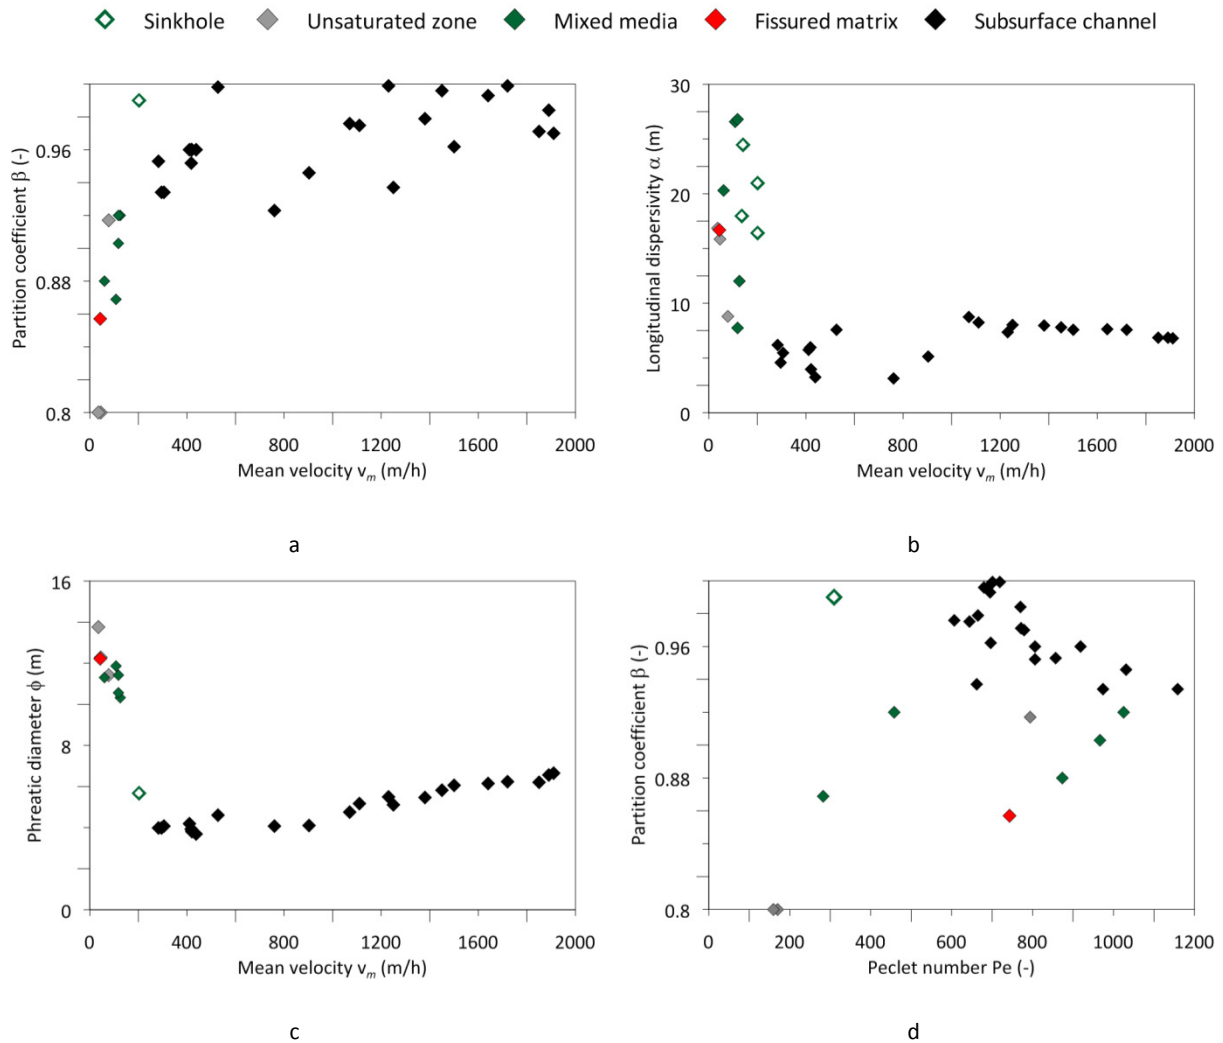 Sinkhole Unsaturated zone Mixed media Fissured matrix Subsurface channel
Partition coefficient β (-)
0.96
0.88
0.8
0 400 800 1200 1600 2000
Mean velocity vm (m/h)
a
Longitudinal dispersivity α (m)
30
20
10
0
0 400 800 1200 1600 2000
Mean velocity vm (m/h)
b
Phreatic diameter ϕ (m)
16
8
0
0 400 800 1200 1600 2000
Mean velocity vm (m/h)
c
Partition coefficient β (-)
0.96
0.88
0.8
0 200 400 600 800 1000 1200
Peclet number Pe (-)
d